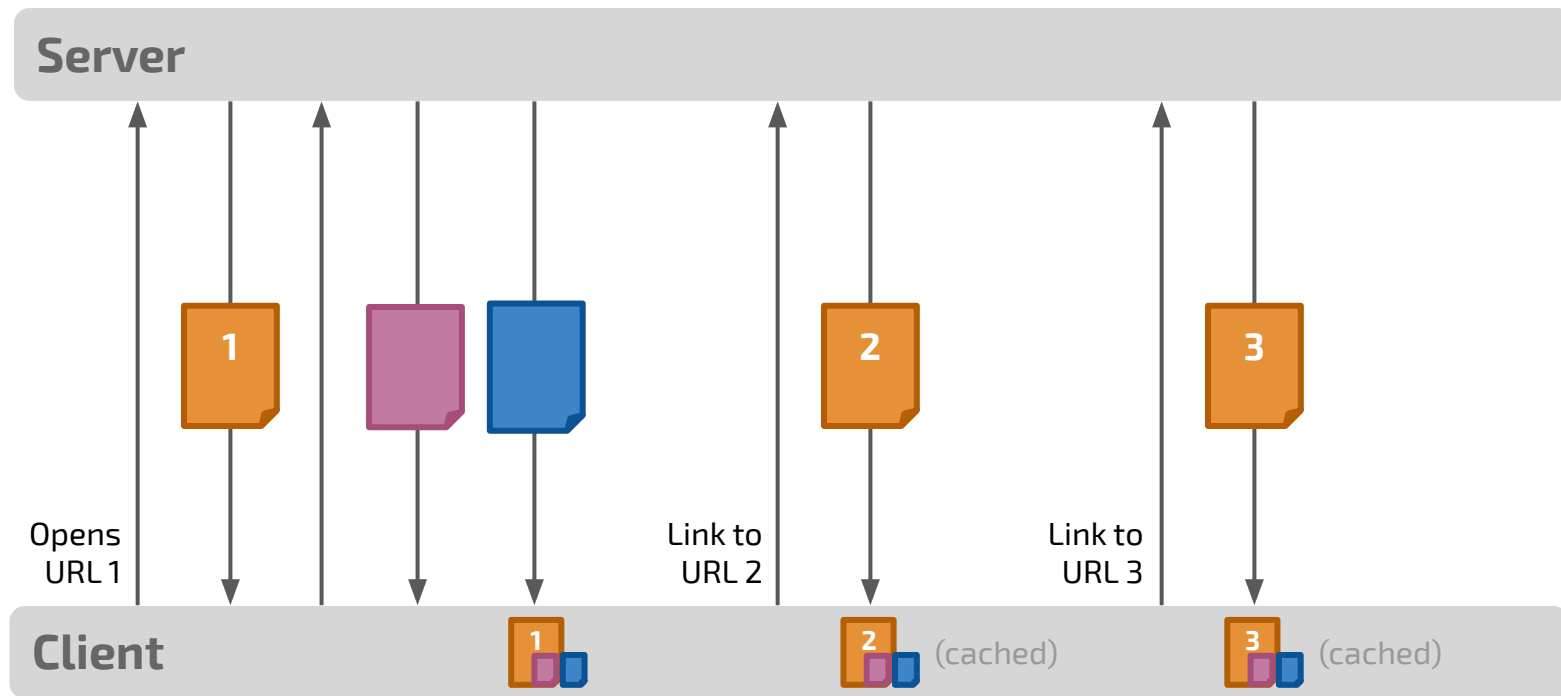 Server
1
2
3
Opens
URL 1
Link to
URL 2
Link to
URL 3
Client
1
2
(cached)
3
(cached)